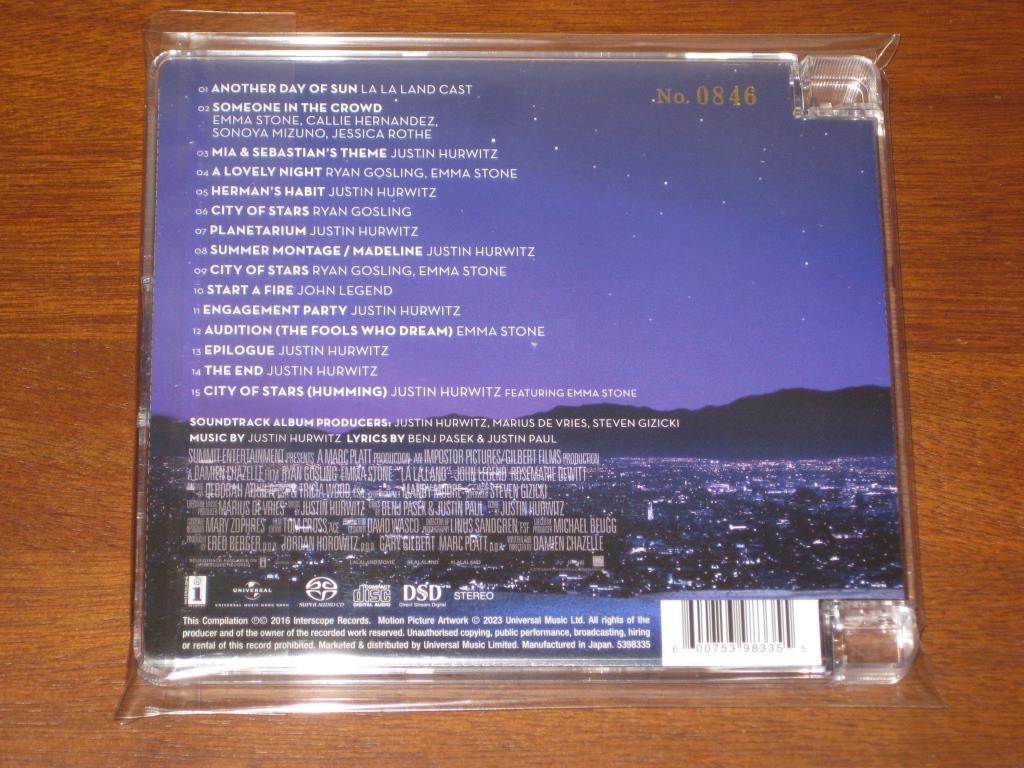 01 ANOTHER DAY OF SUN LA LA LAND CAST
No. 0846
02 SOMEONE IN THE CROWD
EMMA STONE, CALLIE HERNANDEZ,
SONOYA MIZUNO, JESSICA ROTHE
03 MIA & SEBASTIAN'S THEME JUSTIN HURWITZ
04 A LOVELY NIGHT RYAN GOSLING, EMMA STONE
05 HERMAN'S HABIT JUSTIN HURWITZ
06 CITY OF STARS RYAN GOSLING
07 PLANETARIUM JUSTIN HURWITZ
08 SUMMER MONTAGE / MADELINE JUSTIN HURWITZ
09 CITY OF STARS RYAN GOSLING, EMMA STONE
10 START A FIRE JOHN LEGEND
11 ENGAGEMENT PARTY JUSTIN HURWITZ
12 AUDITION (THE FOOLS WHO DREAM) EMMA STONE
13 EPILOGUE JUSTIN HURWITZ
14 THE END JUSTIN HURWITZ
15 CITY OF STARS (HUMMING) JUSTIN HURWITZ FEATURING EMMA STONE
SOUNDTRACK ALBUM PRODUCERS: JUSTIN HURWITZ, MARIUS DE VRIES, STEVEN GIZICKI
MUSIC BY JUSTIN HURWITZ LYRICS BY BENJ PASEK & JUSTIN PAUL
SUMMIT ENTERTAINMENT PRESENTS A MARC PLATT PRODUCTION AN IMPOSTOR PICTURES/GILBERT FILMS PRODUCTION
A DAMIEN CHAZELLE FILM RYAN GOSLING EMMA STONE "LA LA LAND" JOHN LEGEND ROSEMARIE DEWITT
DEBORAH AQUILA TRICIA WOOD MANDY MOORE STEVEN GIZICKI
MARIUS DE VRIES JUSTIN HURWITZ BENJ PASEK & JUSTIN PAUL JUSTIN HURWITZ
MARY ZOPHRES TOM CROSS DAVID WASCO LINUS SANDGREN MICHAEL BEUGG
FRED BERGER JORDAN HOROWITZ GARY GILBERT MARC PLATT DAMIEN CHAZELLE
i UNIVERSAL SUPER AUDIO CD COMPACT disc DIGITAL AUDIO DSD Direct Stream Digital STEREO
UNIVERSAL MUSIC
This Compilation ℗© 2016 Interscope Records. Motion Picture Artwork © 2023 Universal Music Ltd. All rights of the
producer and of the owner of the recorded work reserved. Unauthorised copying, public performance, broadcasting, hiring
or rental of this record prohibited. Marketed & distributed by Universal Music Limited. Manufactured in Japan. 5398335
6 00753 98335 5